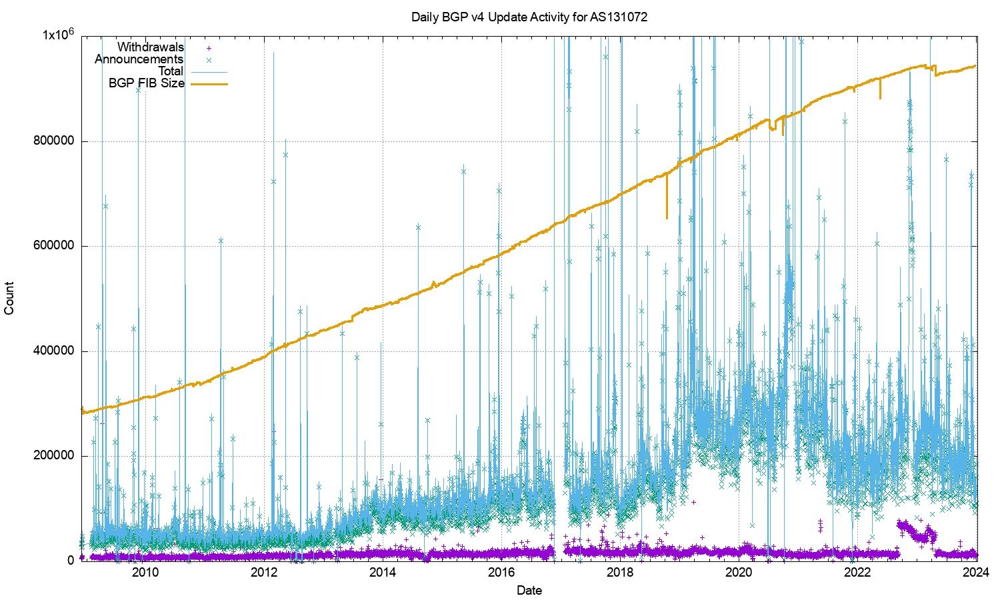 Daily BGP v4 Update Activity for AS131072
1x10^6
800000
600000
400000
200000
0
Count
Withdrawals
Announcements
Total
BGP FIB Size
2010 2012 2014 2016 2018 2020 2022 2024
Date